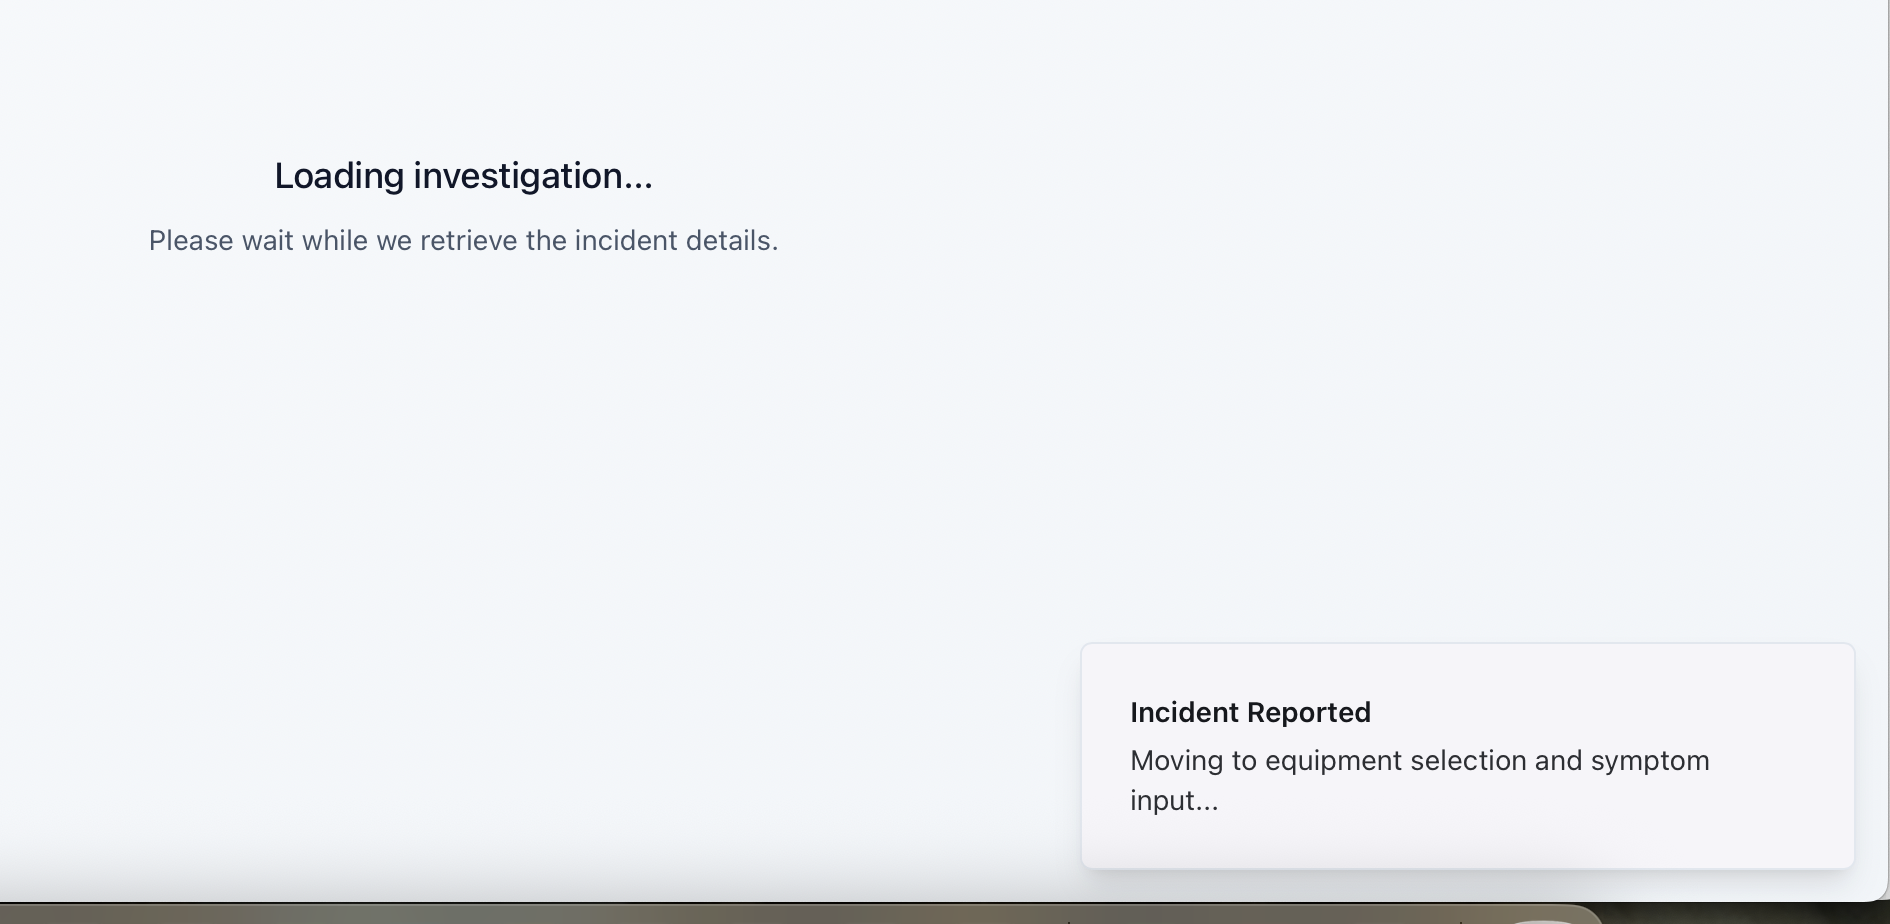 Loading investigation...
Please wait while we retrieve the incident details.
Incident Reported
Moving to equipment selection and symptom
input...